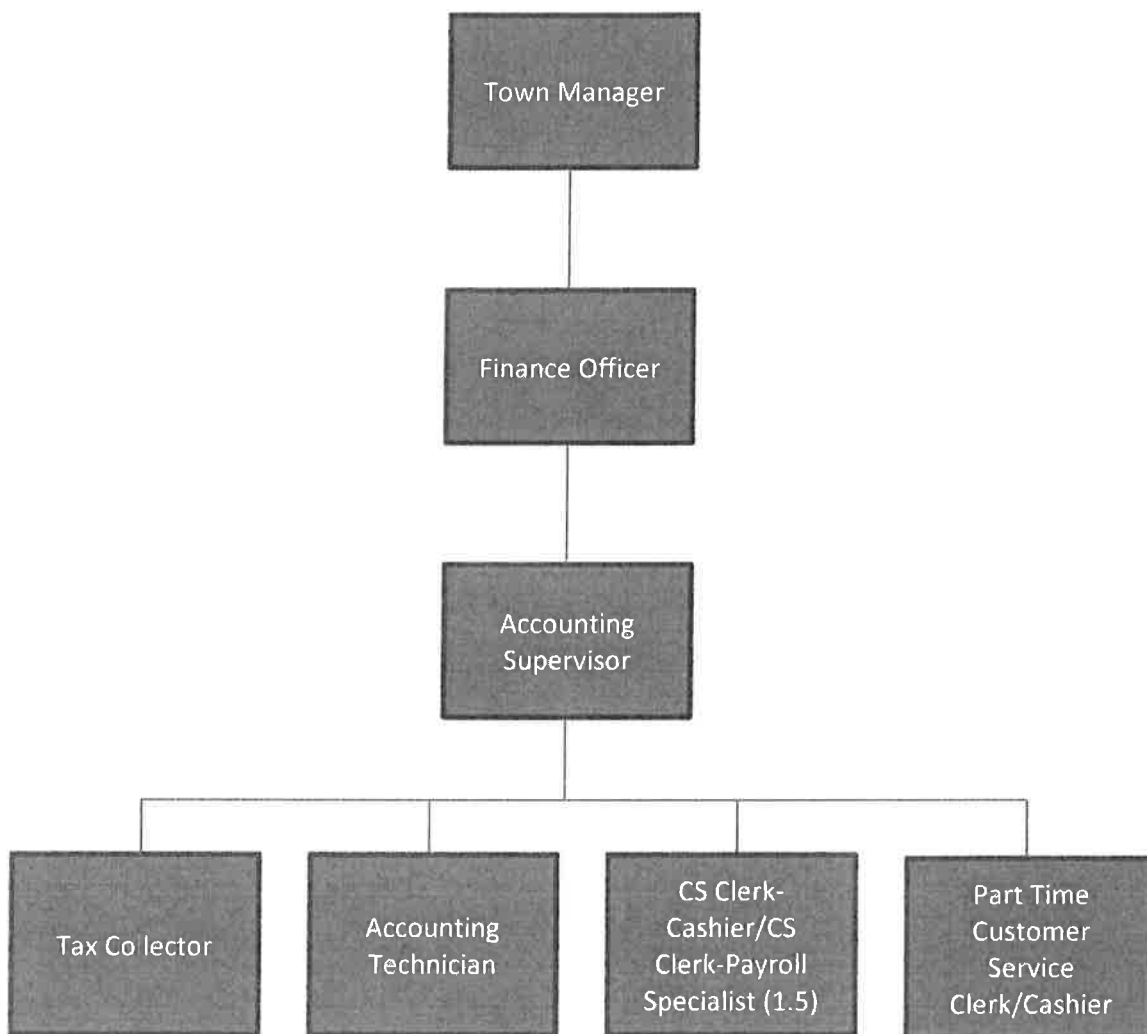 Town Manager
Finance Officer
Accounting
Supervisor
Tax Co lector
Accounting
Technician
CS Clerk-
Cashier/CS
Clerk-Payroll
Specialist (1.5)
Part Time
Customer
Service
Clerk/Cashier